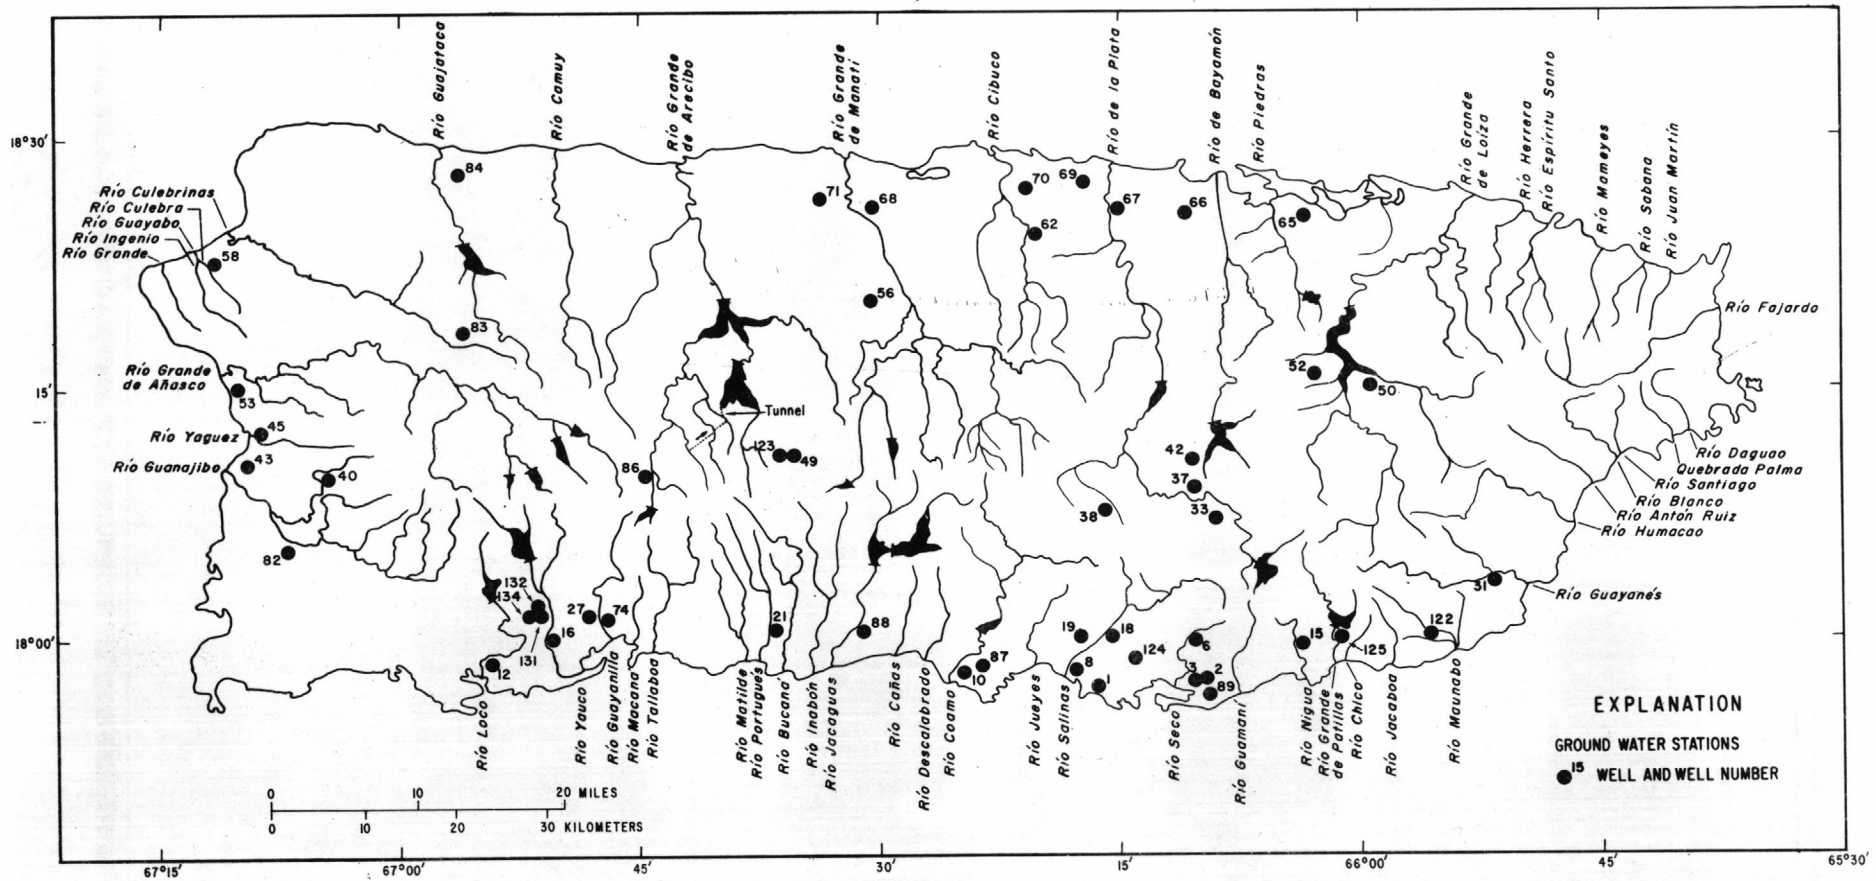 Río Guajataca
Río Camuy
Río Grande
de Arecibo
Río Grande
de Manatí
Río Cibuco
Río de la Plata
Río de Bayamón
Río Piedras
Río Grande
de Loíza
Río Herrera
Río Espíritu Santo
Río Mameyes
Río Sabana
Río Juan Martín
18°30'
84
71
68
70
69
67
66
65
62
Río Culebrinas
Río Culebra
Río Guayabo
Río Ingenio
Río Grande
58
56
83
Río Fajardo
Río Grande
de Añasco
15'
53
52
50
Tunnel
Río Yaguez
45
Río Guanajibo
43
40
86
123
49
42
37
38
33
Río Daguao
Quebrada Palma
Río Santiago
Río Blanco
Río Antón Ruiz
Río Humacao
82
132
134
27
74
16
131
12
21
88
87
10
19
18
8
1
124
6
3
2
89
15
125
122
31
Río Guayanés
18°00'
Río Loco
Río Yauco
Río Guayanilla
Río Macana
Río Tallaboa
Río Matilde
Río Portugues
Río Bucaná
Río Inabón
Río Jacaguas
Río Cañas
Río Descalabrado
Río Coamo
Río Jueyes
Río Salinas
Río Seco
Río Guamaní
Río Nigua
Río Grande
de Patillas
Río Chico
Río Jacaboa
Río Maunabo
EXPLANATION
GROUND WATER STATIONS
15 WELL AND WELL NUMBER
0 10 20 MILES
0 10 20 30 KILOMETERS
67°15' 67°00' 45' 30' 15' 66°00' 45' 65°30'